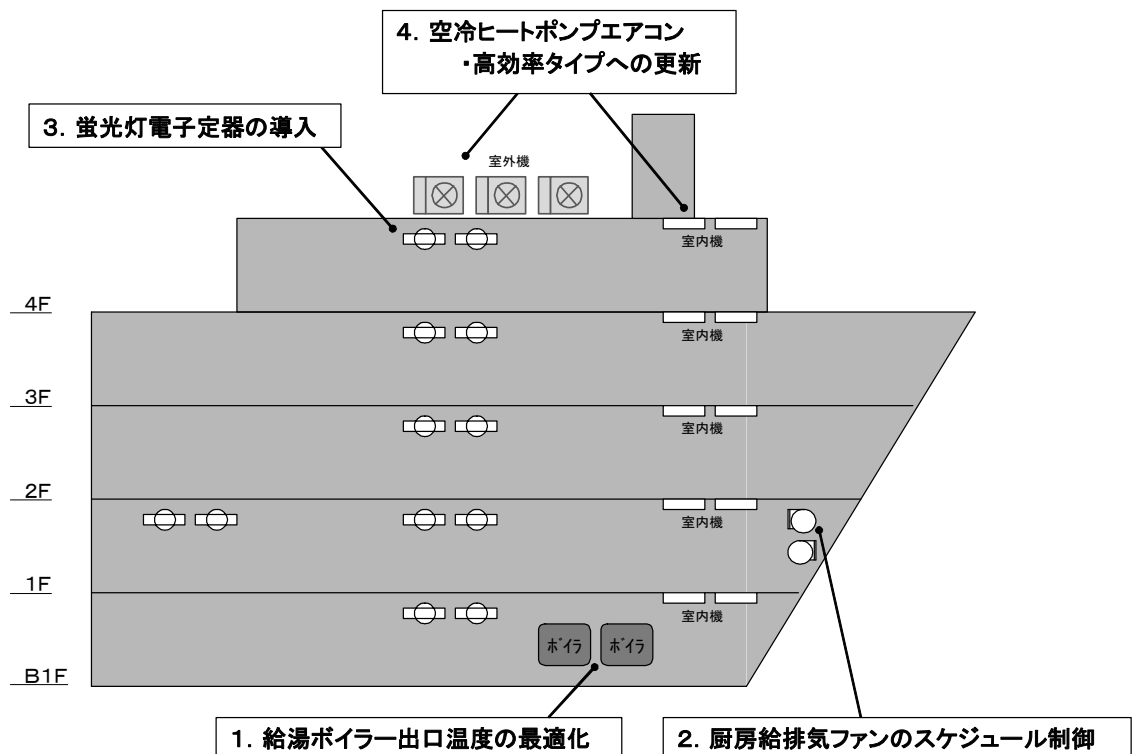 4．空冷ヒートポンプエアコン
・高効率タイプへの更新
3．蛍光灯電子定器の導入
室外機
室内機
4F
室内機
3F
室内機
2F
室内機
1F
室内機
ボイラ
ボイラ
B1F
1．給湯ボイラー出口温度の最適化
2．厨房給排気ファンのスケジュール制御